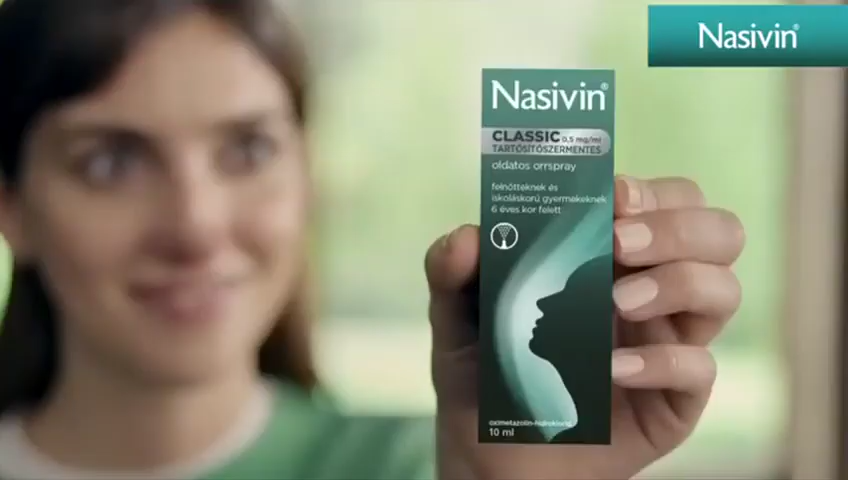 Nasivin®
Nasivin®
CLASSIC 0,5 mg/ml
TARTÓSÍTÓSZERMENTES
oldatos orrspray
felnőtteknek és
iskoláskorú gyermekeknek
6 éves kor felett
oximetazolin-hidroklorid
10 ml